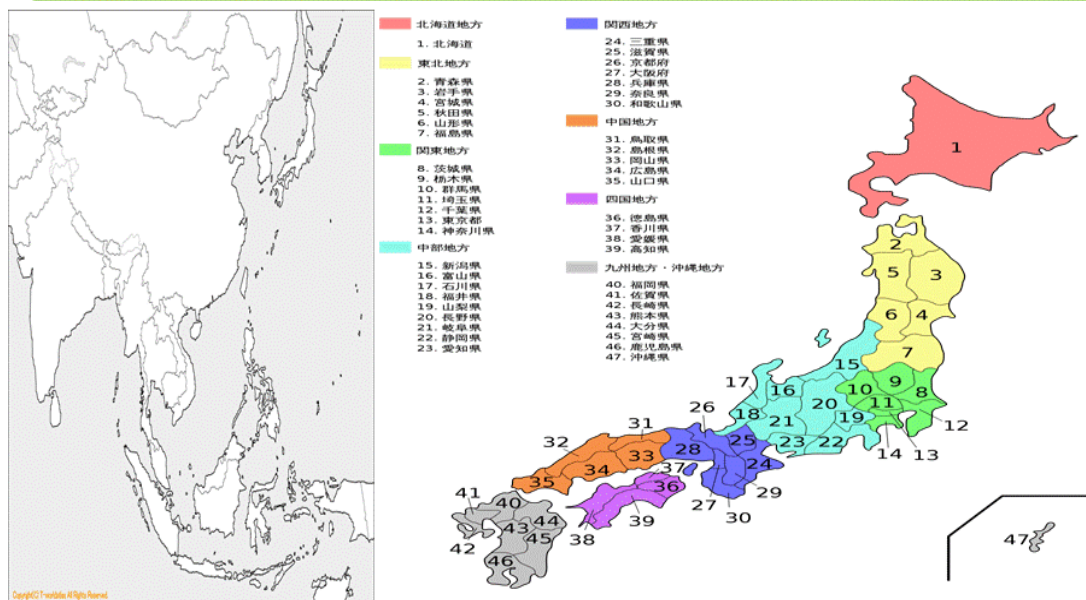 北海道地方
1. 北海道
東北地方
2. 青森県
3. 岩手県
4. 宮城県
5. 秋田県
6. 山形県
7. 福島県
関東地方
8. 茨城県
9. 栃木県
10. 群馬県
11. 埼玉県
12. 千葉県
13. 東京都
14. 神奈川県
中部地方
15. 新潟県
16. 富山県
17. 石川県
18. 福井県
19. 山梨県
20. 長野県
21. 岐阜県
22. 静岡県
23. 愛知県
関西地方
24. 三重県
25. 滋賀県
26. 京都府
27. 大阪府
28. 兵庫県
29. 奈良県
30. 和歌山県
中国地方
31. 鳥取県
32. 島根県
33. 岡山県
34. 広島県
35. 山口県
四国地方
36. 徳島県
37. 香川県
38. 愛媛県
39. 高知県
九州地方・沖縄地方
40. 福岡県
41. 佐賀県
42. 長崎県
43. 熊本県
44. 大分県
45. 宮崎県
46. 鹿児島県
47. 沖縄県
1
2
5
3
6
4
7
15
17
16
10
9
8
11
20
18
21
19
12
23
22
14
13
26
31
32
28
25
33
34
37
24
35
36
41
40
27
29
30
39
43
44
42
45
38
46
47
Copyright(C) T-worldatlas All Rights Reserved.